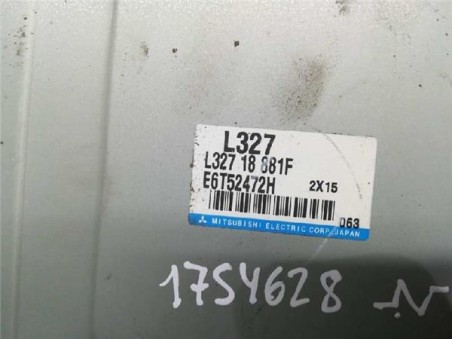 L327
L327 18 881F
E6T52472H 2X15
D63
MITSUBISHI ELECTRIC CORP. JAPAN
1754628 N